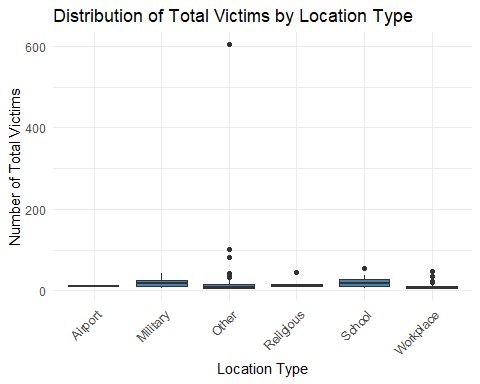 Distribution of Total Victims by Location Type
Number of Total Victims
600
400
200
0
Airport
Military
Other
Religious
School
Workplace
Location Type